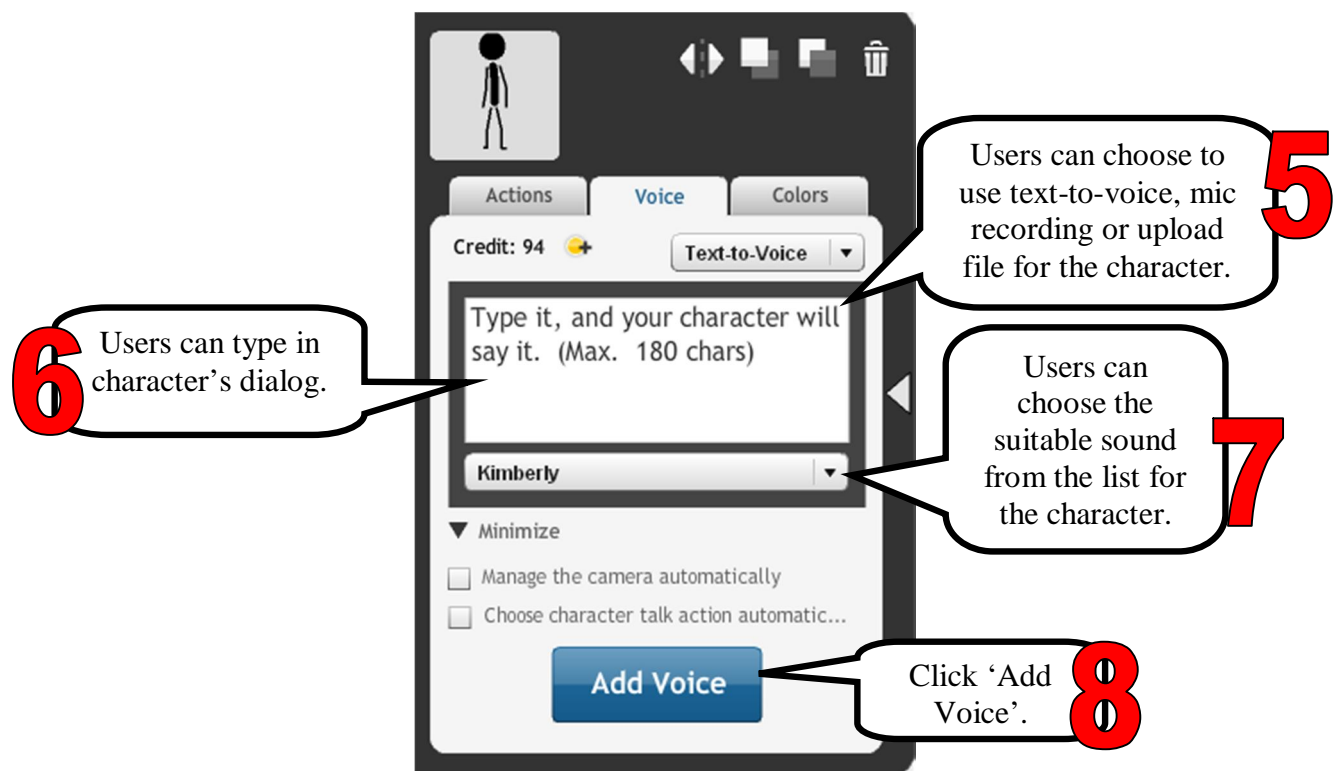 Actions
Voice
Colors
Credit: 94
Text-to-Voice
Type it, and your character will
say it. (Max. 180 chars)
Kimberly
Minimize
Manage the camera automatically
Choose character talk action automatic...
Add Voice
Users can choose to
use text-to-voice, mic
recording or upload
file for the character.
5
Users can type in
character’s dialog.
6
Users can
choose the
suitable sound
from the list for
the character.
7
Click ‘Add
Voice’.
8